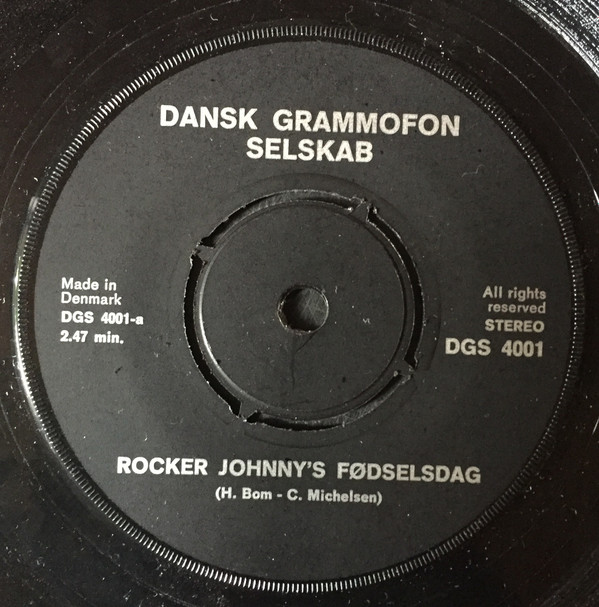 DANSK GRAMMOFON
SELSKAB
Made in
Denmark
DGS 4001-a
2.47 min.
All rights
reserved
STEREO
DGS 4001
ROCKER JOHNNY'S FØDSELSDAG
(H. Bom - C. Michelsen)